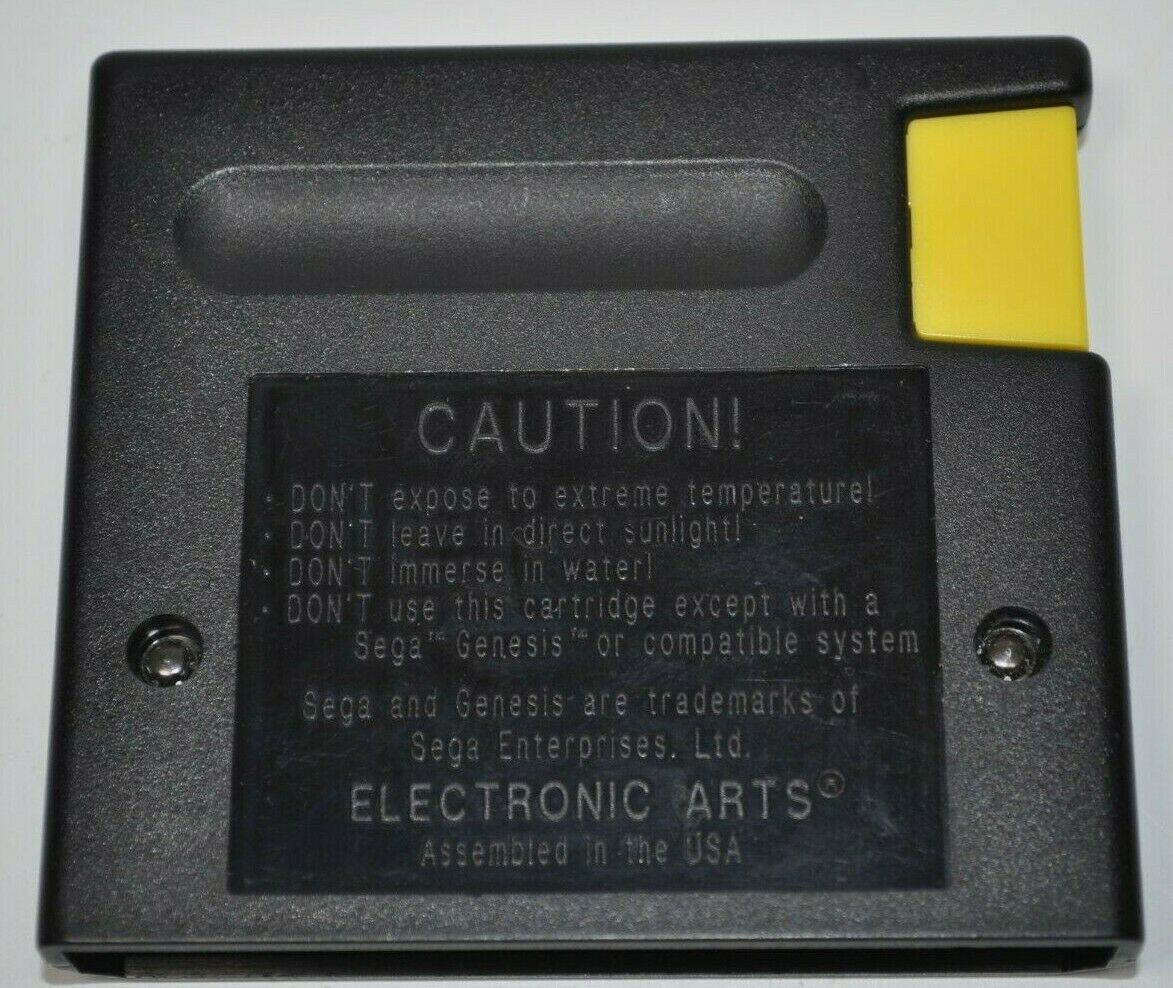 CAUTION!
· DON'T expose to extreme temperature!
· DON'T leave in direct sunlight!
· DON'T immerse in water!
· DON'T use this cartridge except with a
Sega™ Genesis™ or compatible system
Sega and Genesis are trademarks of
Sega Enterprises. Ltd.
ELECTRONIC ARTS®
Assembled in the USA